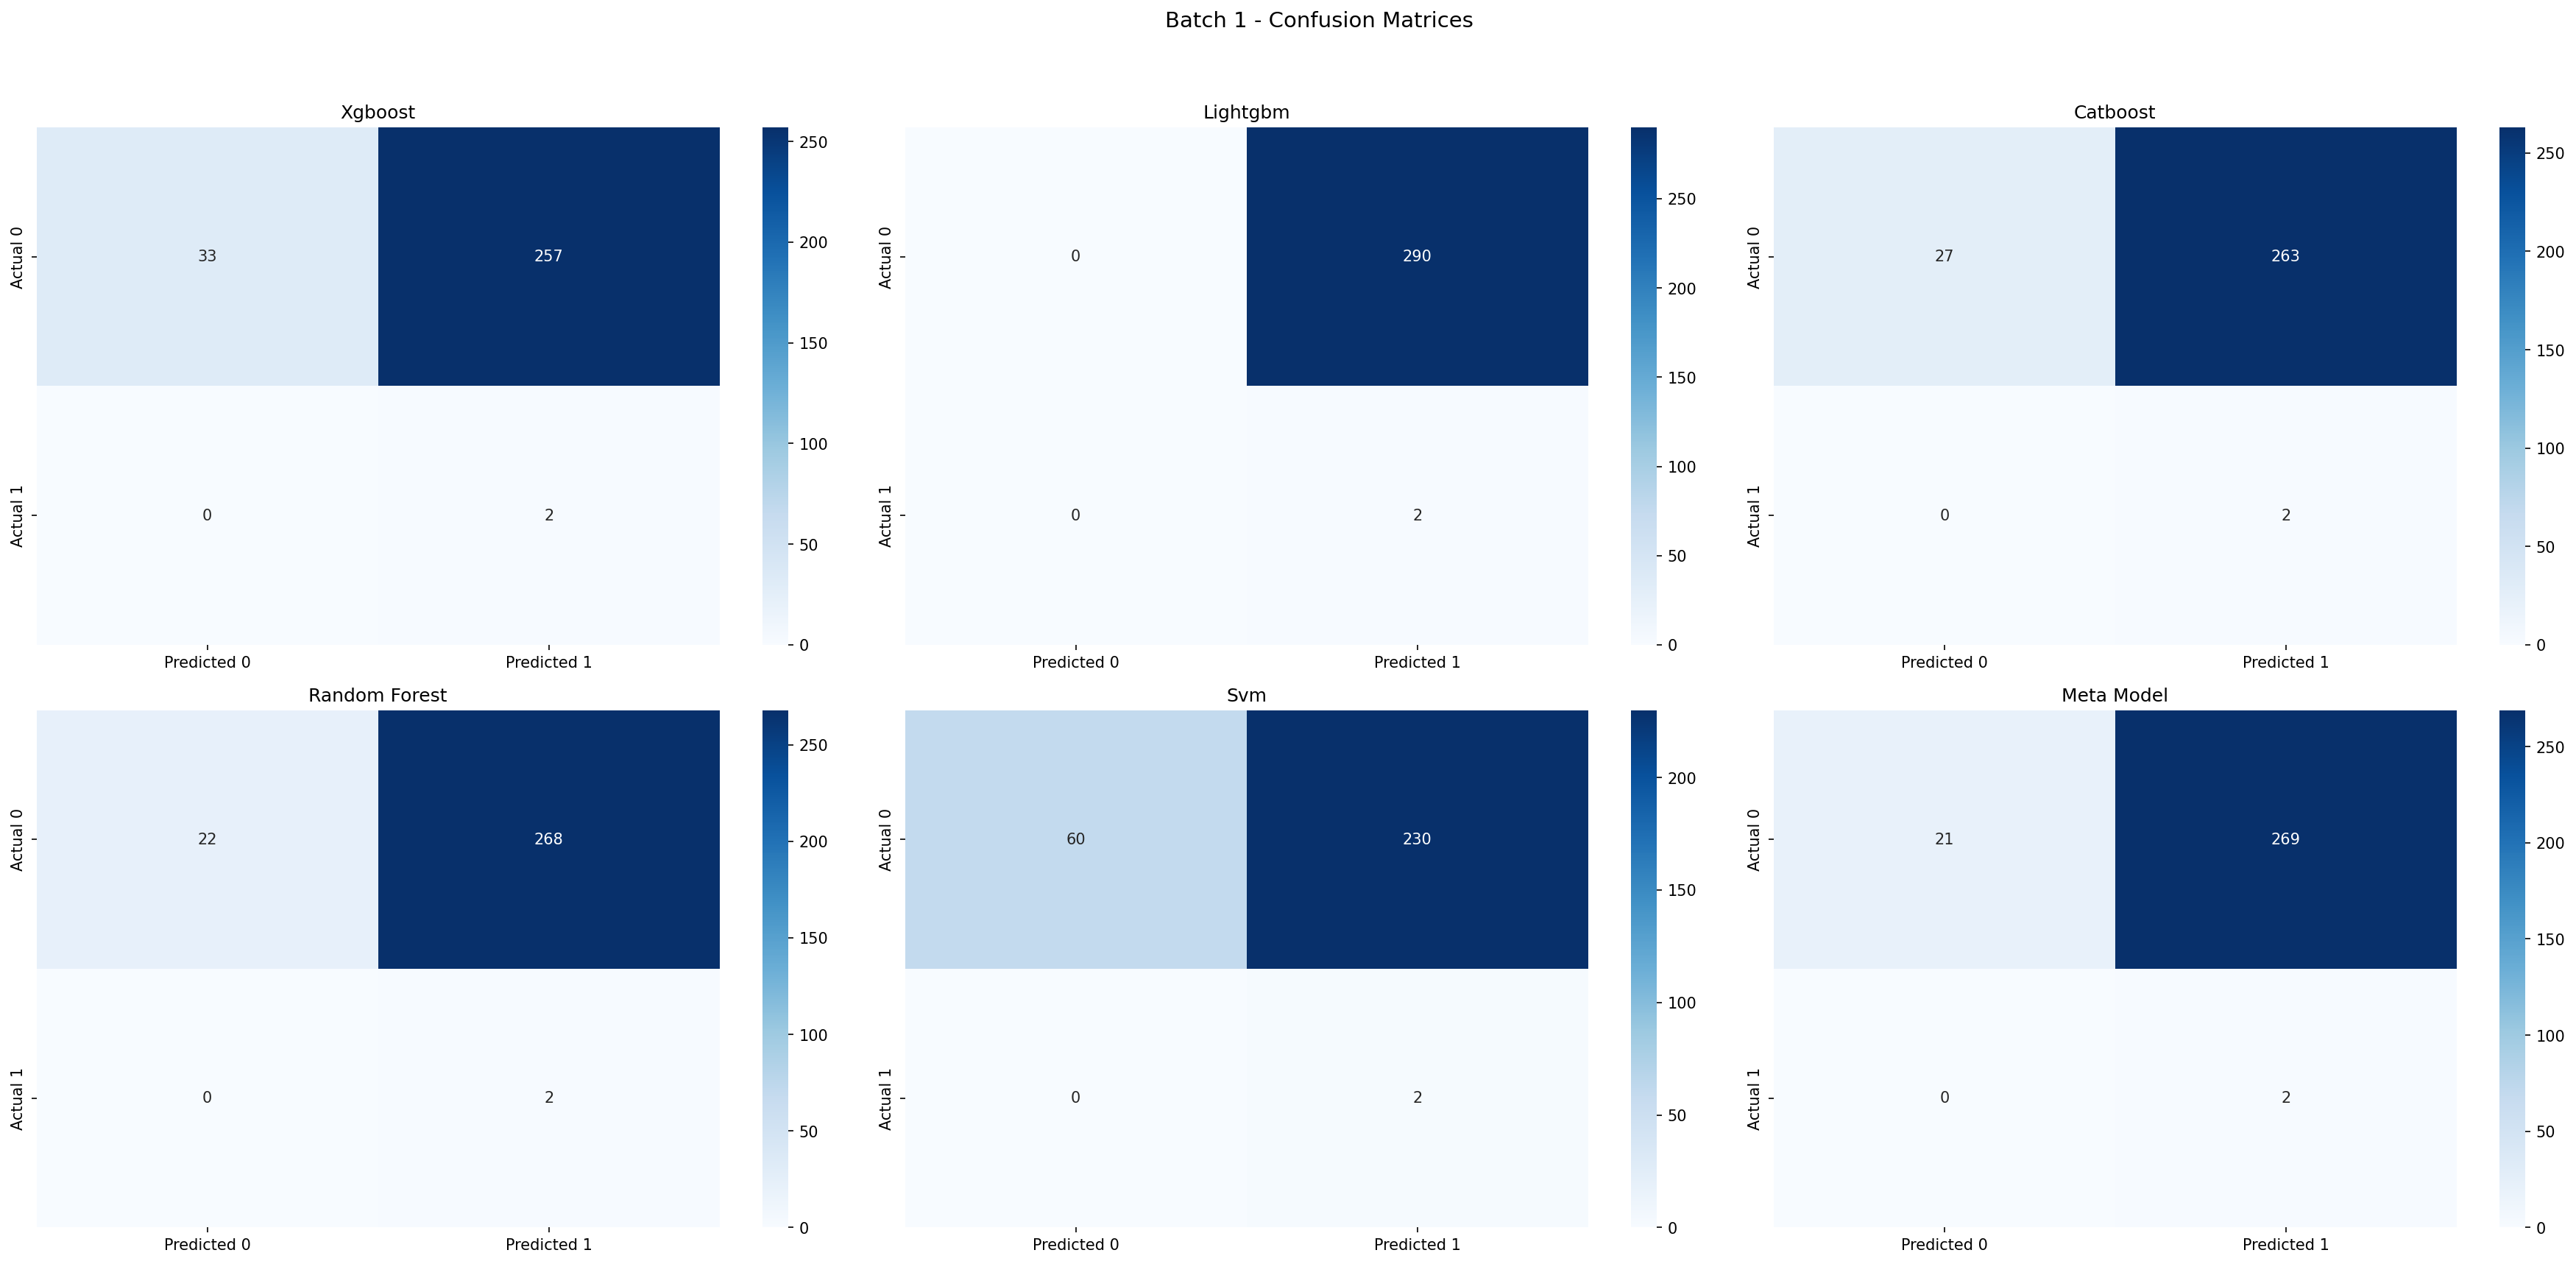 Batch 1 - Confusion Matrices
Xgboost
Actual 0
Actual 1
33
257
0
2
Predicted 0
Predicted 1
250
200
150
100
50
0
Lightgbm
Actual 0
Actual 1
0
290
0
2
Predicted 0
Predicted 1
250
200
150
100
50
0
Catboost
Actual 0
Actual 1
27
263
0
2
Predicted 0
Predicted 1
250
200
150
100
50
0
Random Forest
Actual 0
Actual 1
22
268
0
2
Predicted 0
Predicted 1
250
200
150
100
50
0
Svm
Actual 0
Actual 1
60
230
0
2
Predicted 0
Predicted 1
200
150
100
50
0
Meta Model
Actual 0
Actual 1
21
269
0
2
Predicted 0
Predicted 1
250
200
150
100
50
0